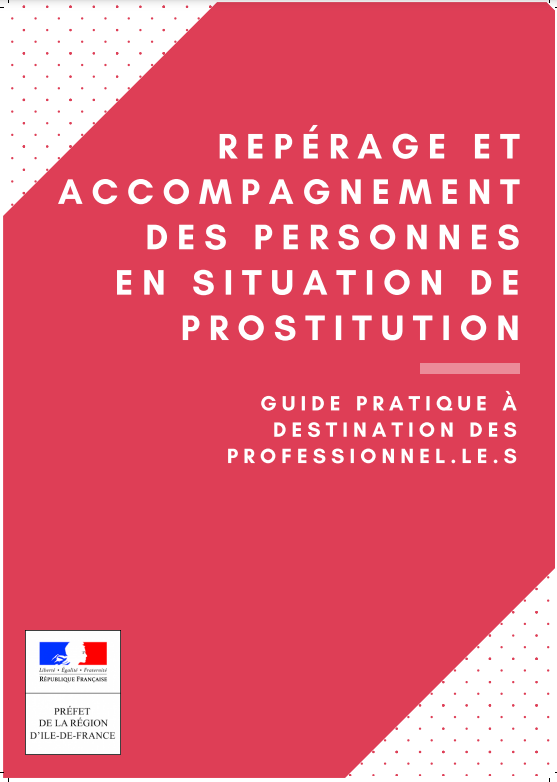 REPÉRAGE ET
ACCOMPAGNEMENT
DES PERSONNES
EN SITUATION DE
PROSTITUTION
GUIDE PRATIQUE À
DESTINATION DES
PROFESSIONNEL.LE.S
Liberté • Égalité • Fraternité
RÉPUBLIQUE FRANÇAISE
PRÉFET
DE LA RÉGION
D'ILE-DE-FRANCE